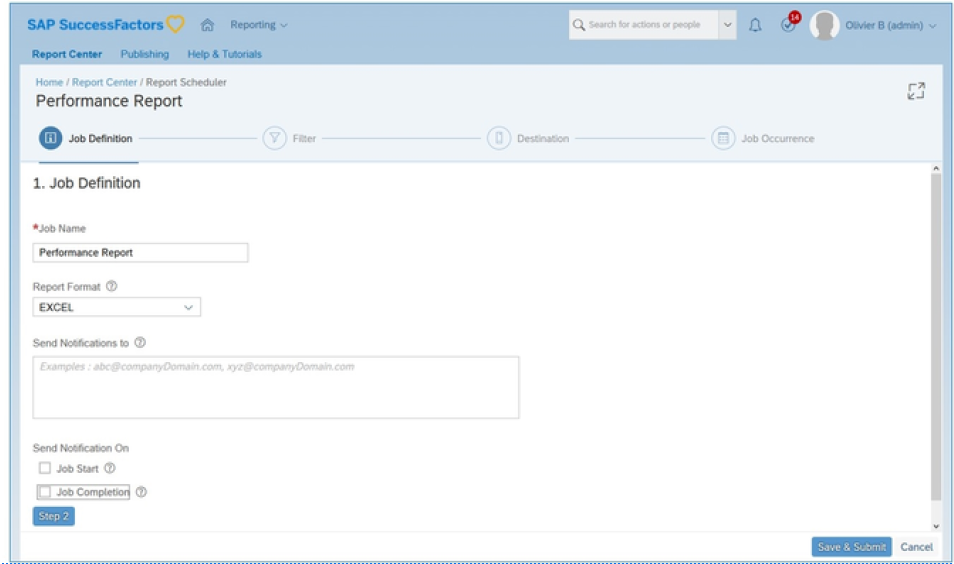 SAP SuccessFactors Reporting Search for actions or people 14 Olivier B (admin)
Report Center Publishing Help & Tutorials
Home / Report Center / Report Scheduler
Performance Report
Job Definition Filter Destination Job Occurrence
1. Job Definition
*Job Name
Performance Report
Report Format
EXCEL
Send Notifications to
Examples : abc@companyDomain.com, xyz@companyDomain.com
Send Notification On
Job Start
Job Completion
Step 2
Save & Submit Cancel